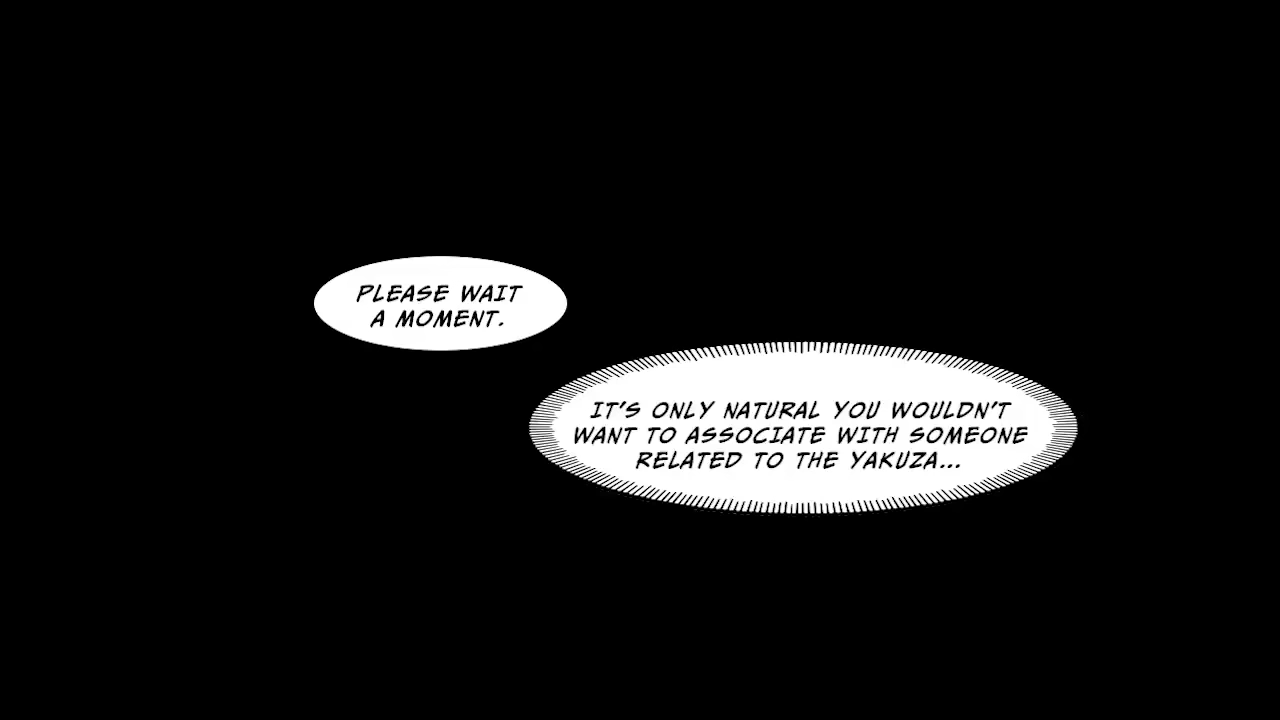 PLEASE WAIT
A MOMENT.
IT'S ONLY NATURAL YOU WOULDN'T
WANT TO ASSOCIATE WITH SOMEONE
RELATED TO THE YAKUZA...